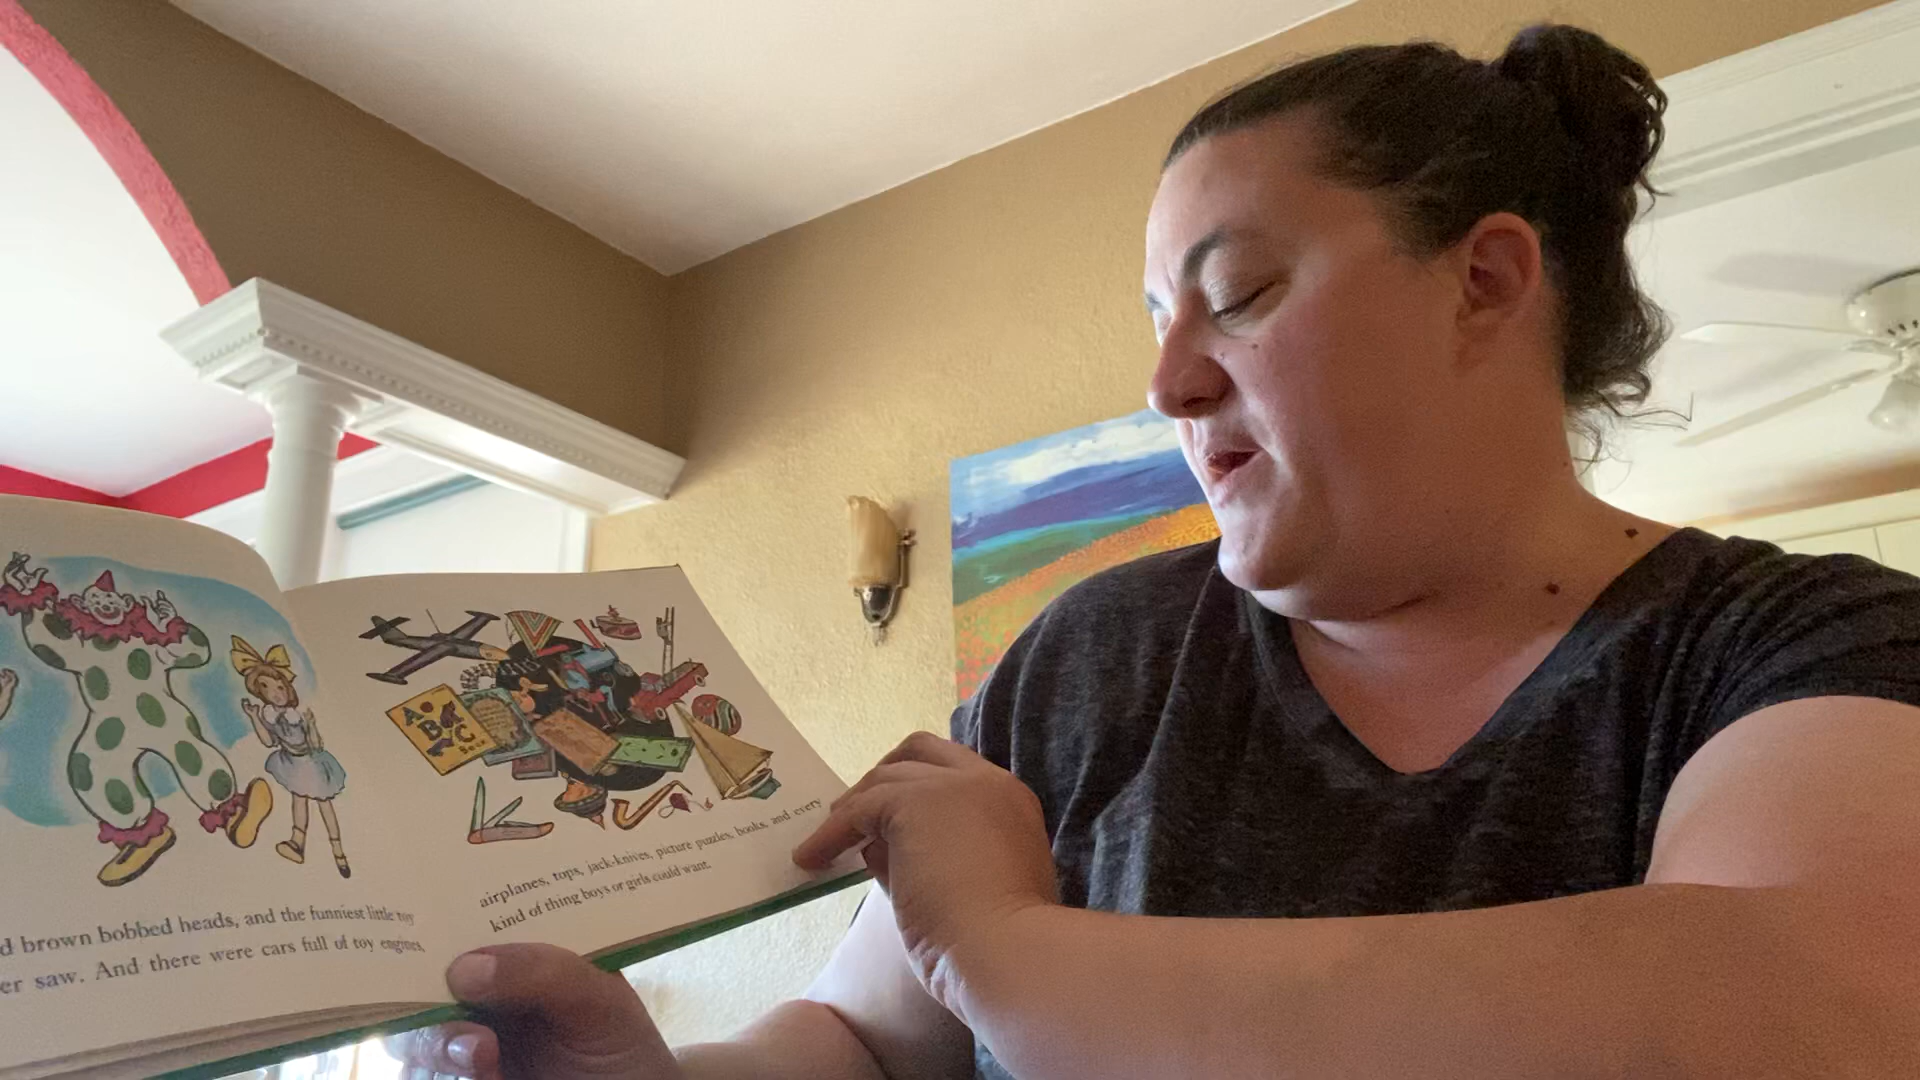 A
B
C
BOOK
d brown bobbed heads, and the funniest little toy
er saw. And there were cars full of toy engines,
airplanes, tops, jack-knives, picture puzzles, books, and every
kind of thing boys or girls could want.